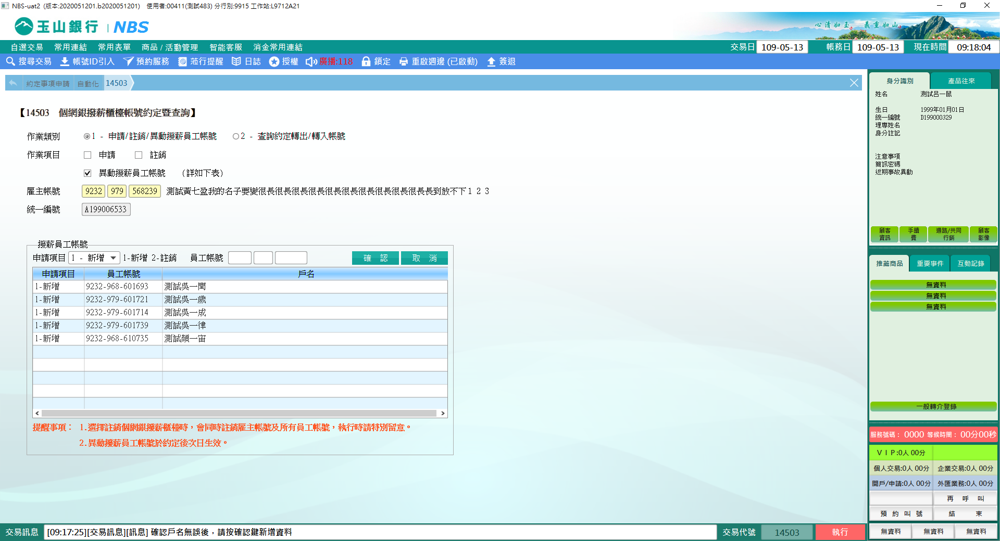 NBS-uat2 (版本:2020051201.b2020051201) 使用者:00411(測試483) 分行別:9915 工作站:L9712A21
玉山銀行 | NBS
心清如玉。義重如山。
自選交易 常用連結 常用表單 商品 / 活動管理 智能客服 消金常用連結 交易日 109-05-13 帳務日 109-05-13 現在時間 09:18:04
搜尋交易 帳號ID引入 預約服務 蒞行提醒 日誌 授權 廣播:118 鎖定 重啟週邊 (已啟動) 簽退
約定事項申請 自動化 14503
【14503 個網銀撥薪櫃檯帳號約定暨查詢】
作業類別 1 - 申請/註銷/異動撥薪員工帳號 2 - 查詢約定轉出/轉入帳號
作業項目 申請 註銷
異動撥薪員工帳號 （詳如下表）
雇主帳號 9232 979 568239 測試黃七盈我的名子要變很長很長很長很長很長很長很長很長很長很長長到放不下１２３
統一編號 A199006533
撥薪員工帳號
申請項目 1 - 新增 1-新增 2-註銷 員工帳號 確 認 取 消
申請項目 員工帳號 戶名
1-新增 9232-968-601693 測試吳一閏
1-新增 9232-979-601721 測試吳一歲
1-新增 9232-979-601714 測試吳一成
1-新增 9232-979-601739 測試吳一律
1-新增 9232-968-610735 測試顏一宙
提醒事項： 1.選擇註銷個網銀撥薪櫃檯時，會同時註銷雇主帳號及所有員工帳號，執行時請特別留意。
2.異動撥薪員工帳號於約定後次日生效。
身分識別 產品往來
姓名 測試呂一鼠
生日 1999年01月01日
統一編號 D199000329
理專姓名
身分註記
注意事項
簡訊密碼
近期事故異動
顧客資訊 手續費 通路/共同行銷 顧客影像
推薦商品 重要事件 互動記錄
無資料
無資料
無資料
一般轉介登錄
服務號碼： 0000 等候時間： 00分00秒
ＶＩＰ:0人 00分
個人交易:0人 00分 企業交易:0人 00分
開戶/申請:0人 00分 外匯業務:0人 00分
再 呼 叫
預 約 叫 號 結 束
無資料 無資料 無資料
交易訊息 [09:17:25][交易訊息][訊息] 確認戶名無誤後，請按確認鍵新增資料 交易代號 14503 執行